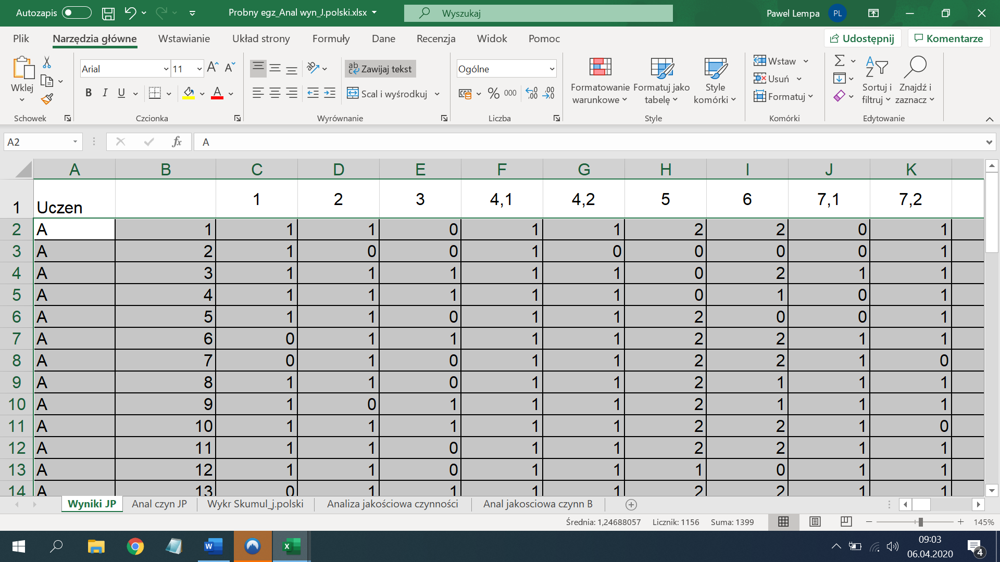 Autozapis Probny egz_Anal wyn_J.polski.xlsx Wyszukaj Pawel Lempa PL
Plik Narzędzia główne Wstawianie Układ strony Formuły Dane Recenzja Widok Pomoc Udostępnij Komentarze
Wklej Arial 11 Zawijaj tekst Ogólne Formatowanie warunkowe Formatuj jako tabelę Style komórki Wstaw Sortuj i filtruj Znajdź i zaznacz
B I U Scal i wyśrodkuj % 000 Usuń
Formatuj
Schowek Czcionka Wyrównanie Liczba Style Komórki Edytowanie
A2 fx A
A B C D E F G H I J K
1 Uczen 1 2 3 4,1 4,2 5 6 7,1 7,2
2 A 1 1 1 0 1 1 2 2 0 1
3 A 2 1 0 0 1 0 0 0 0 1
4 A 3 1 1 1 1 1 0 2 1 1
5 A 4 1 1 1 1 1 0 1 0 1
6 A 5 1 1 0 1 1 2 0 0 1
7 A 6 0 1 1 1 1 2 2 1 1
8 A 7 0 1 0 1 1 2 2 1 0
9 A 8 1 1 0 1 1 2 1 1 1
10 A 9 1 0 1 1 1 2 1 1 1
11 A 10 1 1 1 1 1 2 2 1 0
12 A 11 1 1 0 1 1 2 2 1 1
13 A 12 1 1 0 1 1 1 0 1 1
14 A 13 0 1 1 1 1 2 2 1 1
Wyniki JP Anal czyn JP Wykr Skumul_j.polski Analiza jakościowa czynności Anal jakosciowa czynn B
Średnia: 1,24688057 Licznik: 1156 Suma: 1399 145%
09:03
06.04.2020
4